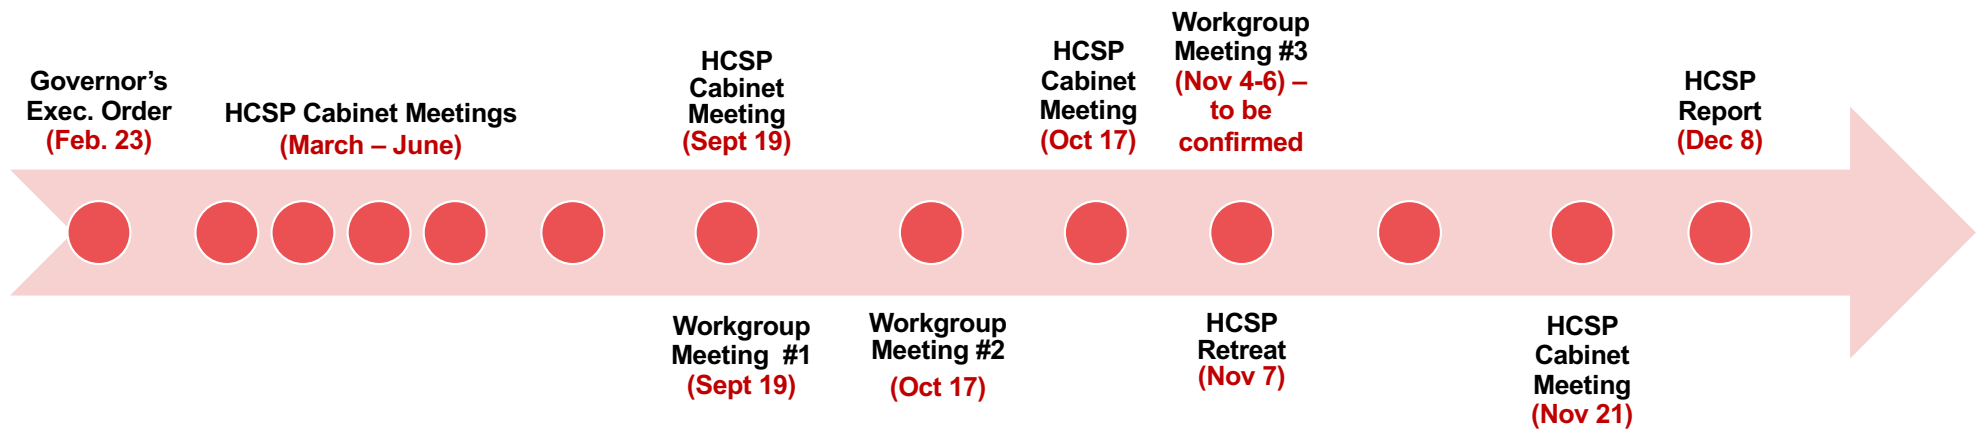 Governor’s
Exec. Order
(Feb. 23)
HCSP Cabinet Meetings
(March – June)
HCSP
Cabinet
Meeting
(Sept 19)
HCSP
Cabinet
Meeting
(Oct 17)
Workgroup
Meeting #3
(Nov 4-6) –
to be
confirmed
HCSP
Report
(Dec 8)
Workgroup
Meeting #1
(Sept 19)
Workgroup
Meeting #2
(Oct 17)
HCSP
Retreat
(Nov 7)
HCSP
Cabinet
Meeting
(Nov 21)